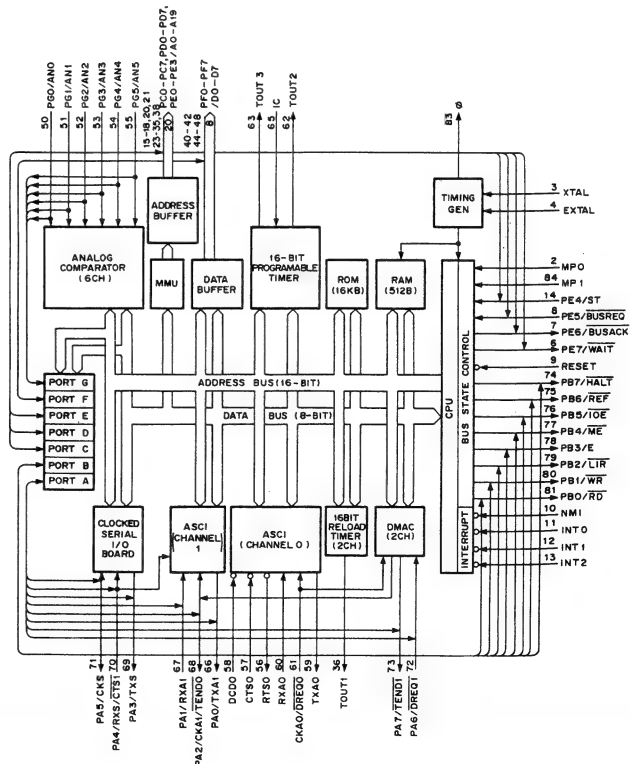 50 PG0/AN0
51 PG1/AN1
52 PG2/AN2
53 PG3/AN3
54 PG4/AN4
55 PG5/AN5
15-18,20,21
23-35,38
20
PC0-PC7,PD0-PD7,
PE0-PE3/A0-A19
40-42
44-48
8
PF0-PF7
/D0-D7
63 TOUT3
65 IC
62 TOUT2
83 Ø
ADDRESS
BUFFER
TIMING
GEN
3 XTAL
4 EXTAL
ANALOG
COMPARATOR
(6CH)
MMU
DATA
BUFFER
16-BIT
PROGRAMABLE
TIMER
ROM
(16KB)
RAM
(512B)
2 MP0
84 MP1
14 PE4/ST
8 PE5/BUSREQ
7 PE6/BUSACK
6 PE7/WAIT
9 RESET
74 PB7/HALT
75 PB6/REF
76 PB5/IOE
77 PB4/ME
78 PB3/E
79 PB2/LIR
80 PB1/WR
81 PB0/RD
10 NMI
11 INT0
12 INT1
13 INT2
CPU
BUS STATE CONTROL
INTERRUPT
PORT G
PORT F
PORT E
PORT D
PORT C
PORT B
PORT A
ADDRESS BUS (16-BIT)
DATA BUS (8-BIT)
CLOCKED
SERIAL
I/O
BOARD
ASCI
(CHANNEL
1
ASCI
(CHANNEL 0)
16BIT
RELOAD
TIMER
(2CH)
DMAC
(2CH)
71 PA5/CKS
70 PA4/RXS/CTS1
69 PA3/TXS
67 PA1/RXA1
68 PA2/CKA1/TEND0
66 PA0/TXA1
58 DCD0
57 CTS0
56 RTS0
60 RXA0
61 CKA0/DREQ0
59 TXA0
36 TOUT1
73 PA7/TEND1
72 PA6/DREQ1